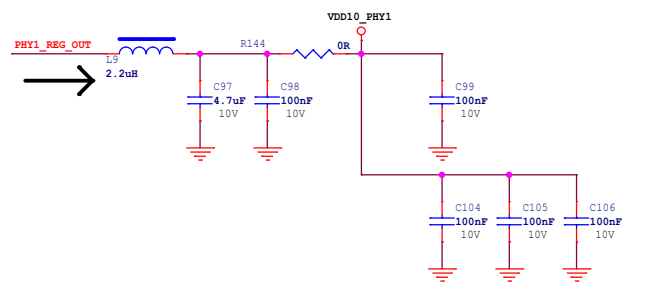 VDD10_PHY1
PHY1_REG_OUT
R144
0R
L9
2.2uH
C97
4.7uF
10V
C98
100nF
10V
C99
100nF
10V
C104
100nF
10V
C105
100nF
10V
C106
100nF
10V